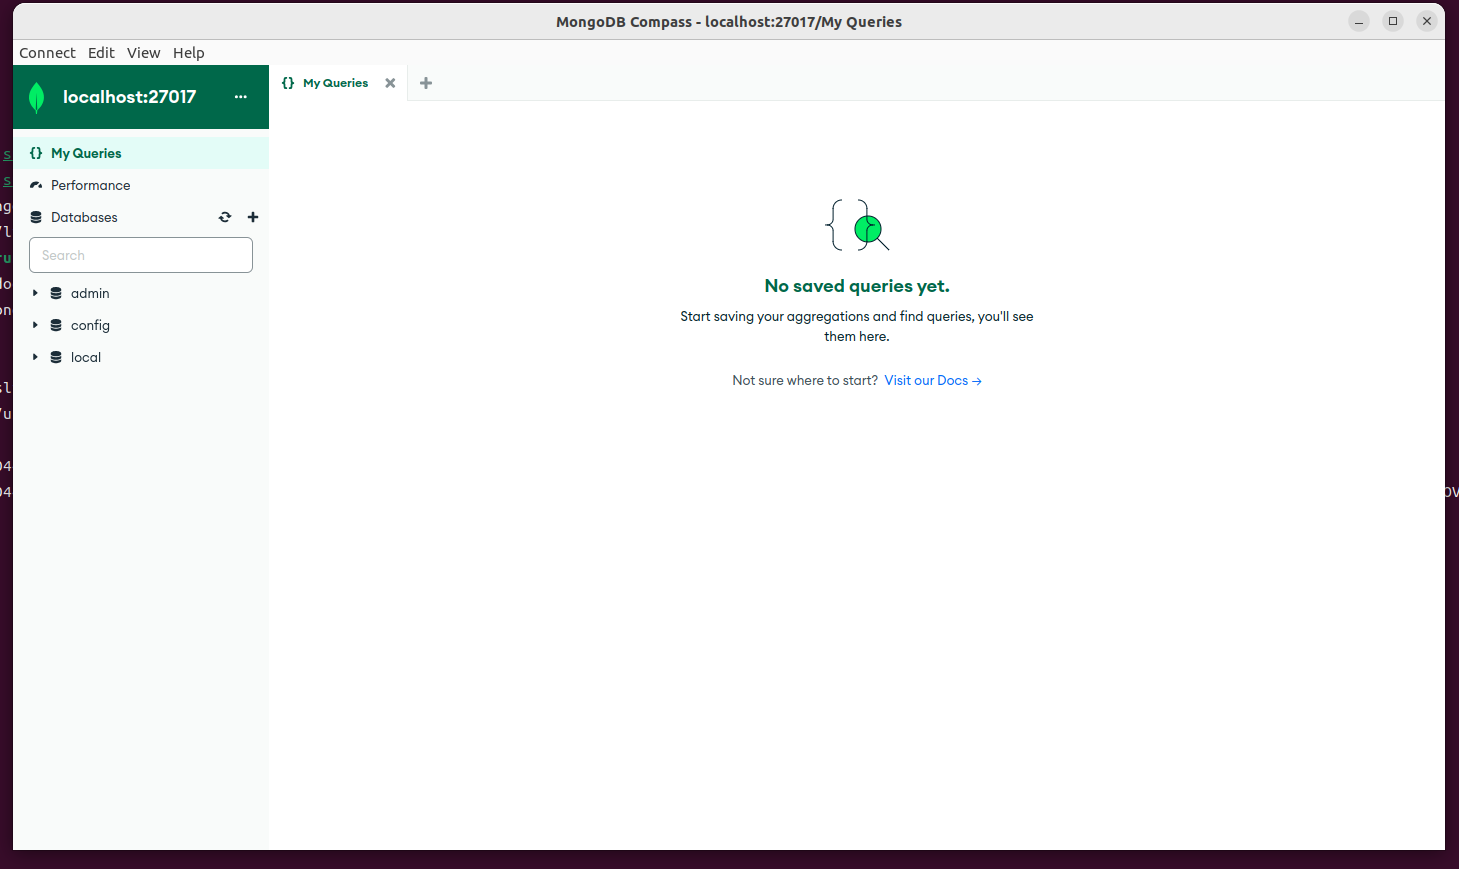 MongoDB Compass - localhost:27017/My Queries
Connect Edit View Help
localhost:27017
{} My Queries
{} My Queries
Performance
Databases
Search
admin
config
local
No saved queries yet.
Start saving your aggregations and find queries, you'll see
them here.
Not sure where to start? Visit our Docs →